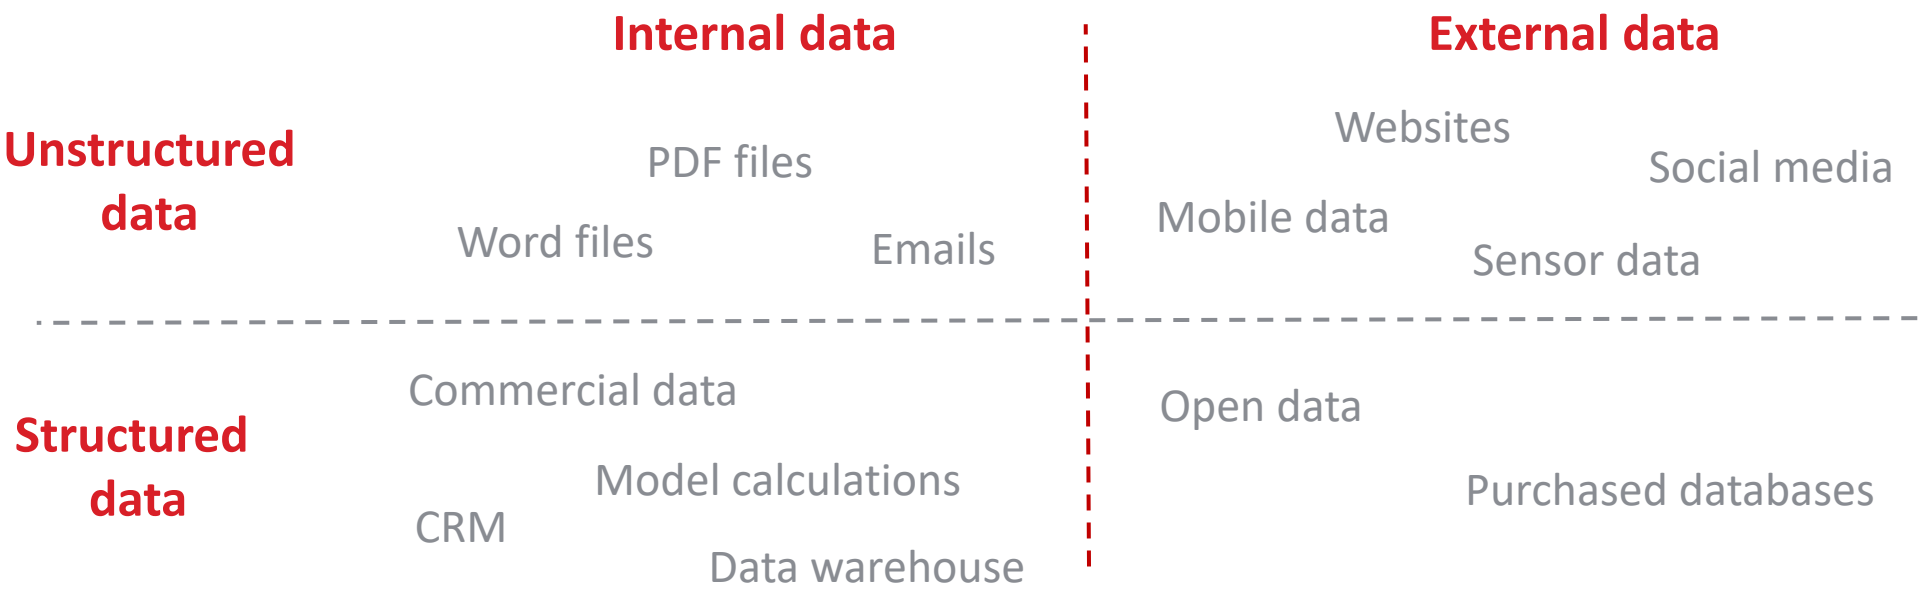 Internal data
External data
Unstructured
data
PDF files
Word files
Emails
Websites
Social media
Mobile data
Sensor data
Structured
data
Commercial data
Model calculations
CRM
Data warehouse
Open data
Purchased databases